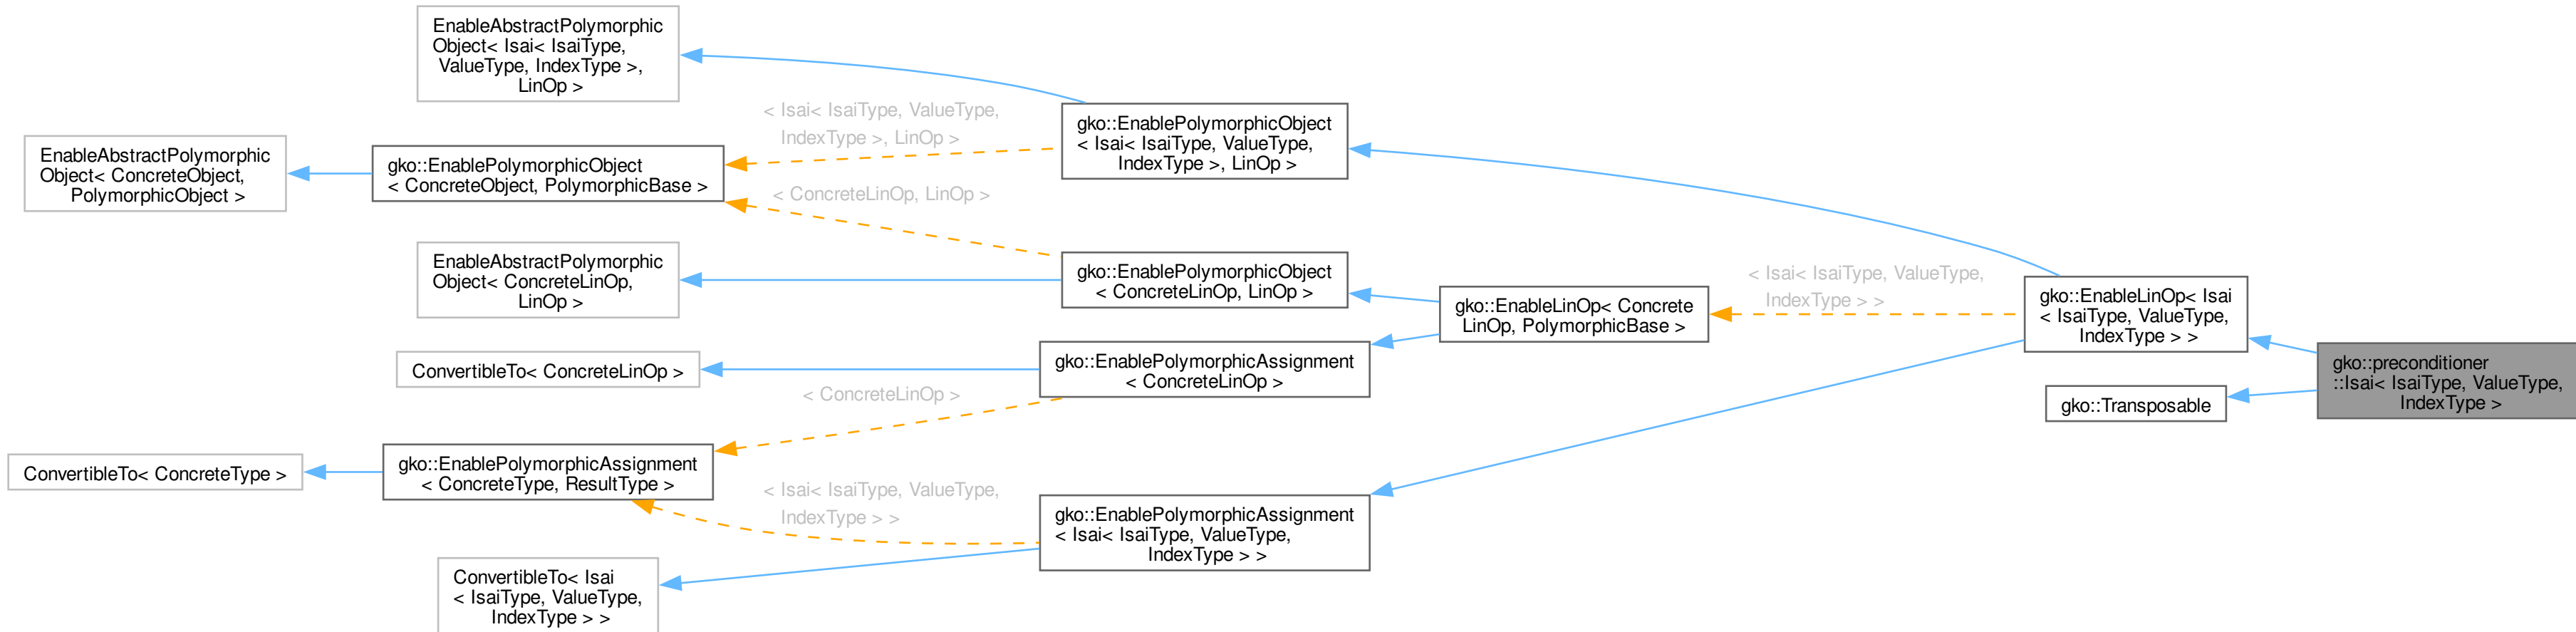 EnableAbstractPolymorphic
Object< Isai< IsaiType,
ValueType, IndexType >,
LinOp >
EnableAbstractPolymorphic
Object< ConcreteObject,
PolymorphicObject >
gko::EnablePolymorphicObject
< ConcreteObject, PolymorphicBase >
< Isai< IsaiType, ValueType,
IndexType >, LinOp >
gko::EnablePolymorphicObject
< Isai< IsaiType, ValueType,
IndexType >, LinOp >
< ConcreteLinOp, LinOp >
EnableAbstractPolymorphic
Object< ConcreteLinOp,
LinOp >
gko::EnablePolymorphicObject
< ConcreteLinOp, LinOp >
gko::EnableLinOp< Concrete
LinOp, PolymorphicBase >
< Isai< IsaiType, ValueType,
IndexType > >
gko::EnableLinOp< Isai
< IsaiType, ValueType,
IndexType > >
gko::preconditioner
::Isai< IsaiType, ValueType,
IndexType >
ConvertibleTo< ConcreteLinOp >
gko::EnablePolymorphicAssignment
< ConcreteLinOp >
< ConcreteLinOp >
gko::Transposable
ConvertibleTo< ConcreteType >
gko::EnablePolymorphicAssignment
< ConcreteType, ResultType >
< Isai< IsaiType, ValueType,
IndexType > >
gko::EnablePolymorphicAssignment
< Isai< IsaiType, ValueType,
IndexType > >
ConvertibleTo< Isai
< IsaiType, ValueType,
IndexType > >